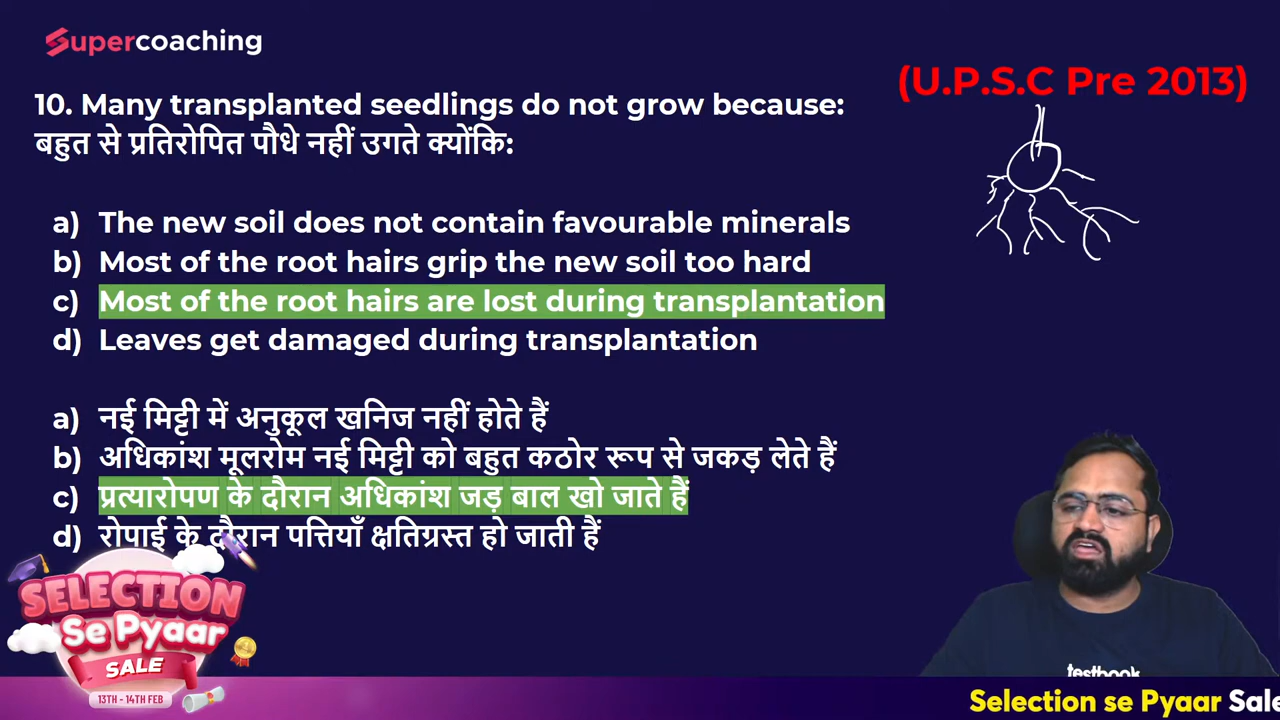 Supercoaching
(U.P.S.C Pre 2013)
10. Many transplanted seedlings do not grow because:
बहुत से प्रतिरोपित पौधे नहीं उगते क्योंकि:
a) The new soil does not contain favourable minerals
b) Most of the root hairs grip the new soil too hard
c) Most of the root hairs are lost during transplantation
d) Leaves get damaged during transplantation
a) नई मिट्टी में अनुकूल खनिज नहीं होते हैं
b) अधिकांश मूलरोम नई मिट्टी को बहुत कठोर रूप से जकड़ लेते हैं
c) प्रत्यारोपण के दौरान अधिकांश जड़ बाल खो जाते हैं
d) रोपाई के दौरान पत्तियाँ क्षतिग्रस्त हो जाती हैं
SELECTION
Se Pyaar
SALE
13TH - 14TH FEB
testbook
Selection se Pyaar Sale